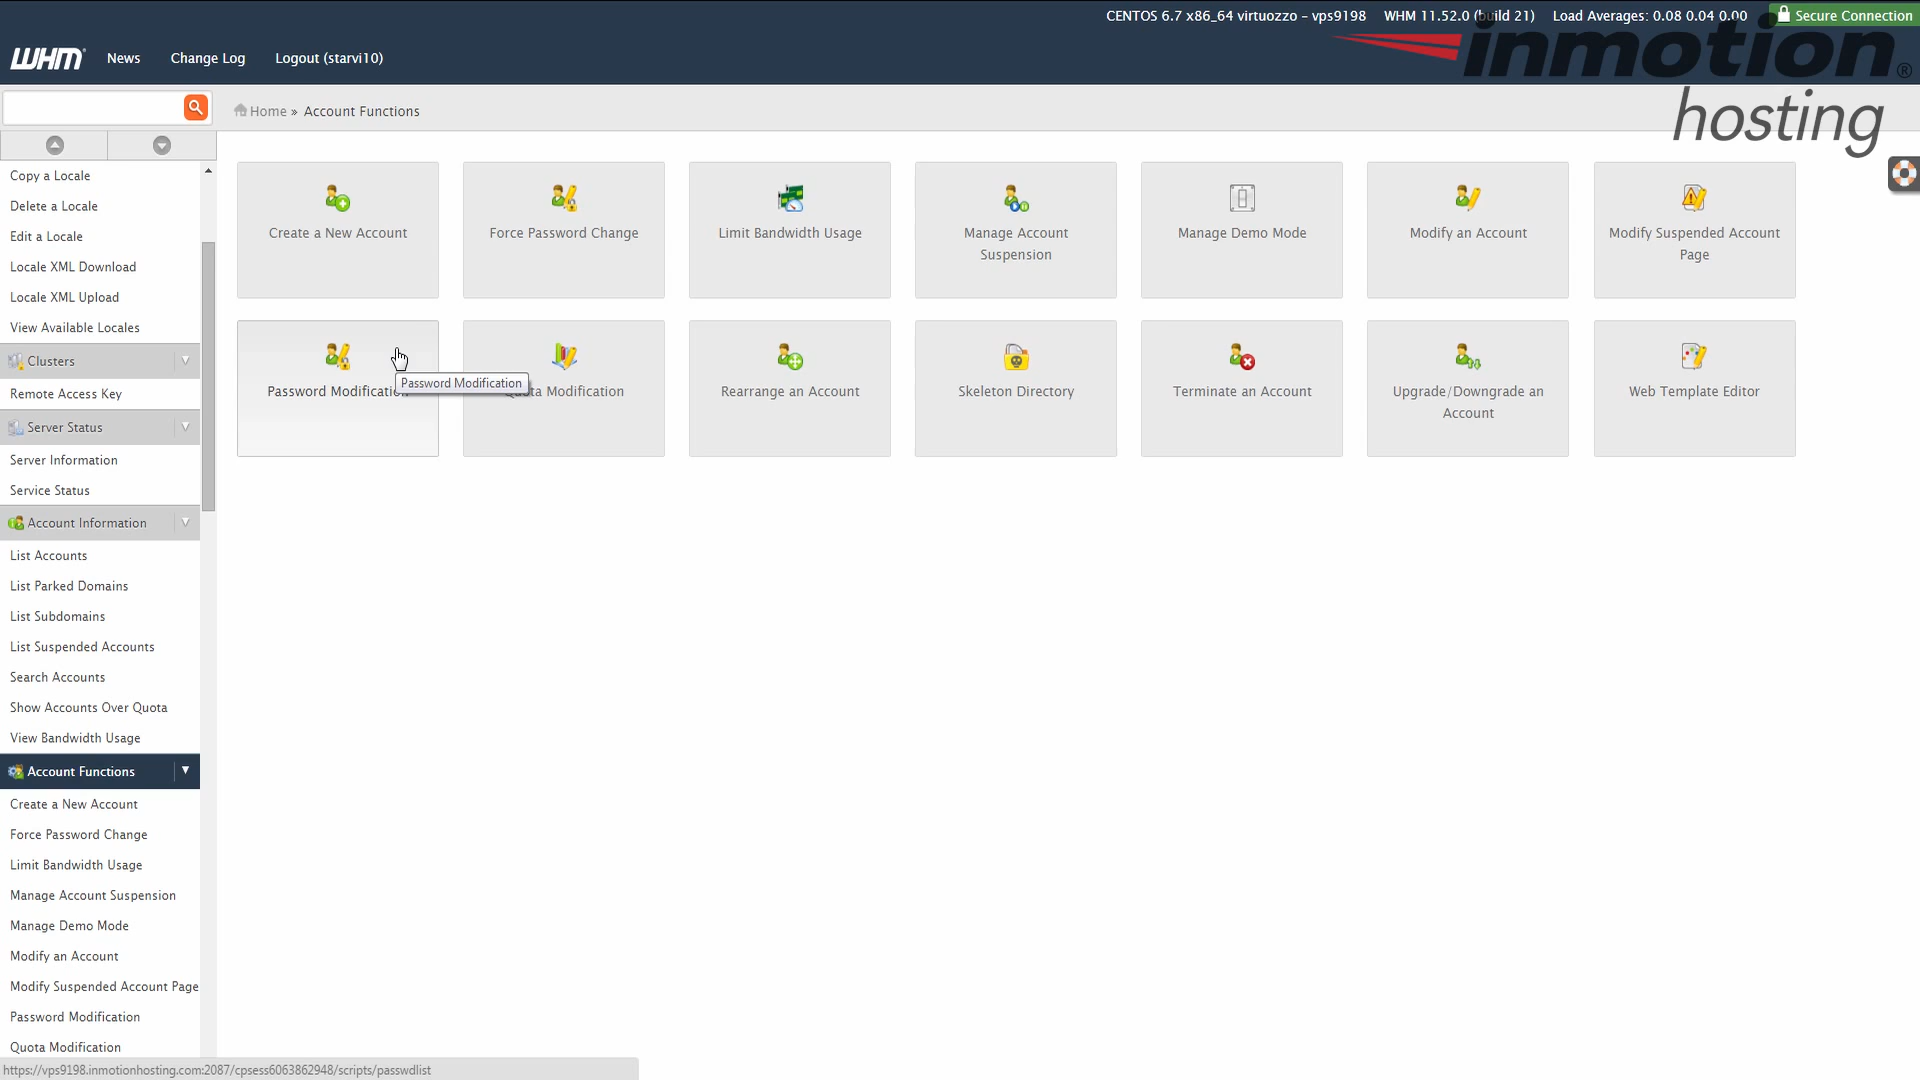 CENTOS 6.7 x86_64 virtuozzo – vps9198 WHM 11.52.0 (build 21) Load Averages: 0.08 0.04 0.00 Secure Connection
WHM News Change Log Logout (starvi10)
inmotion®
hosting
Home » Account Functions
Copy a Locale
Delete a Locale
Edit a Locale
Locale XML Download
Locale XML Upload
View Available Locales
Clusters
Remote Access Key
Server Status
Server Information
Service Status
Account Information
List Accounts
List Parked Domains
List Subdomains
List Suspended Accounts
Search Accounts
Show Accounts Over Quota
View Bandwidth Usage
Account Functions
Create a New Account
Force Password Change
Limit Bandwidth Usage
Manage Account Suspension
Manage Demo Mode
Modify an Account
Modify Suspended Account Page
Password Modification
Quota Modification
Create a New Account
Force Password Change
Limit Bandwidth Usage
Manage Account
Suspension
Manage Demo Mode
Modify an Account
Modify Suspended Account
Page
Password Modification
Password Modification
Quota Modification
Rearrange an Account
Skeleton Directory
Terminate an Account
Upgrade/Downgrade an
Account
Web Template Editor
https://vps9198.inmotionhosting.com:2087/cpsess6063862948/scripts/passwdlist